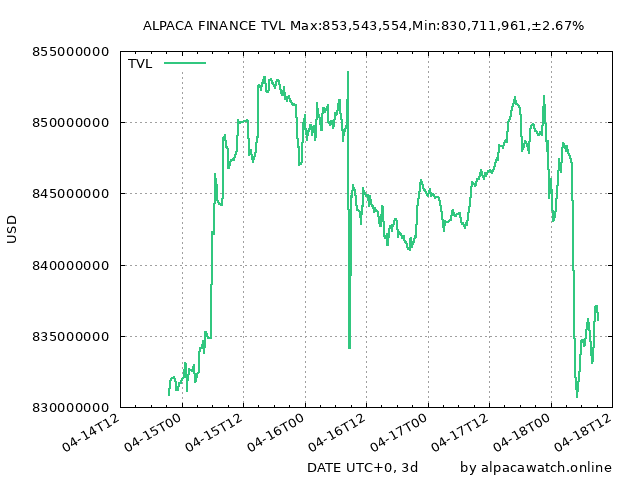 ALPACA FINANCE TVL Max:853,543,554,Min:830,711,961,±2.67%
855000000
TVL
850000000
845000000
USD
840000000
835000000
830000000
04-14T12
04-15T00
04-15T12
04-16T00
04-16T12
04-17T00
04-17T12
04-18T00
04-18T12
DATE UTC+0, 3d
by alpacawatch.online